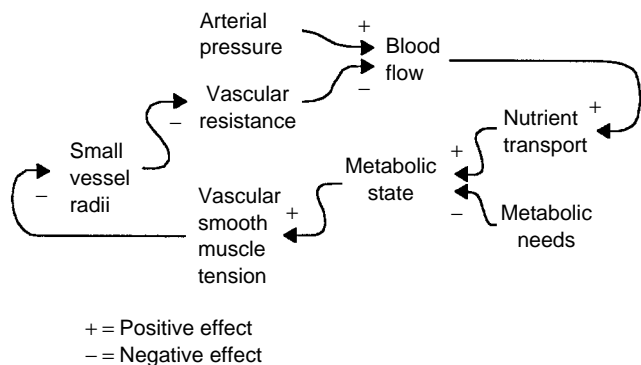 Arterial
pressure
+
Blood
flow
−
Vascular
resistance
−
Nutrient
transport
+
Small
vessel
radii
−
Metabolic
state
+
−
Metabolic
needs
Vascular
smooth
muscle
tension
+
+ = Positive effect
− = Negative effect